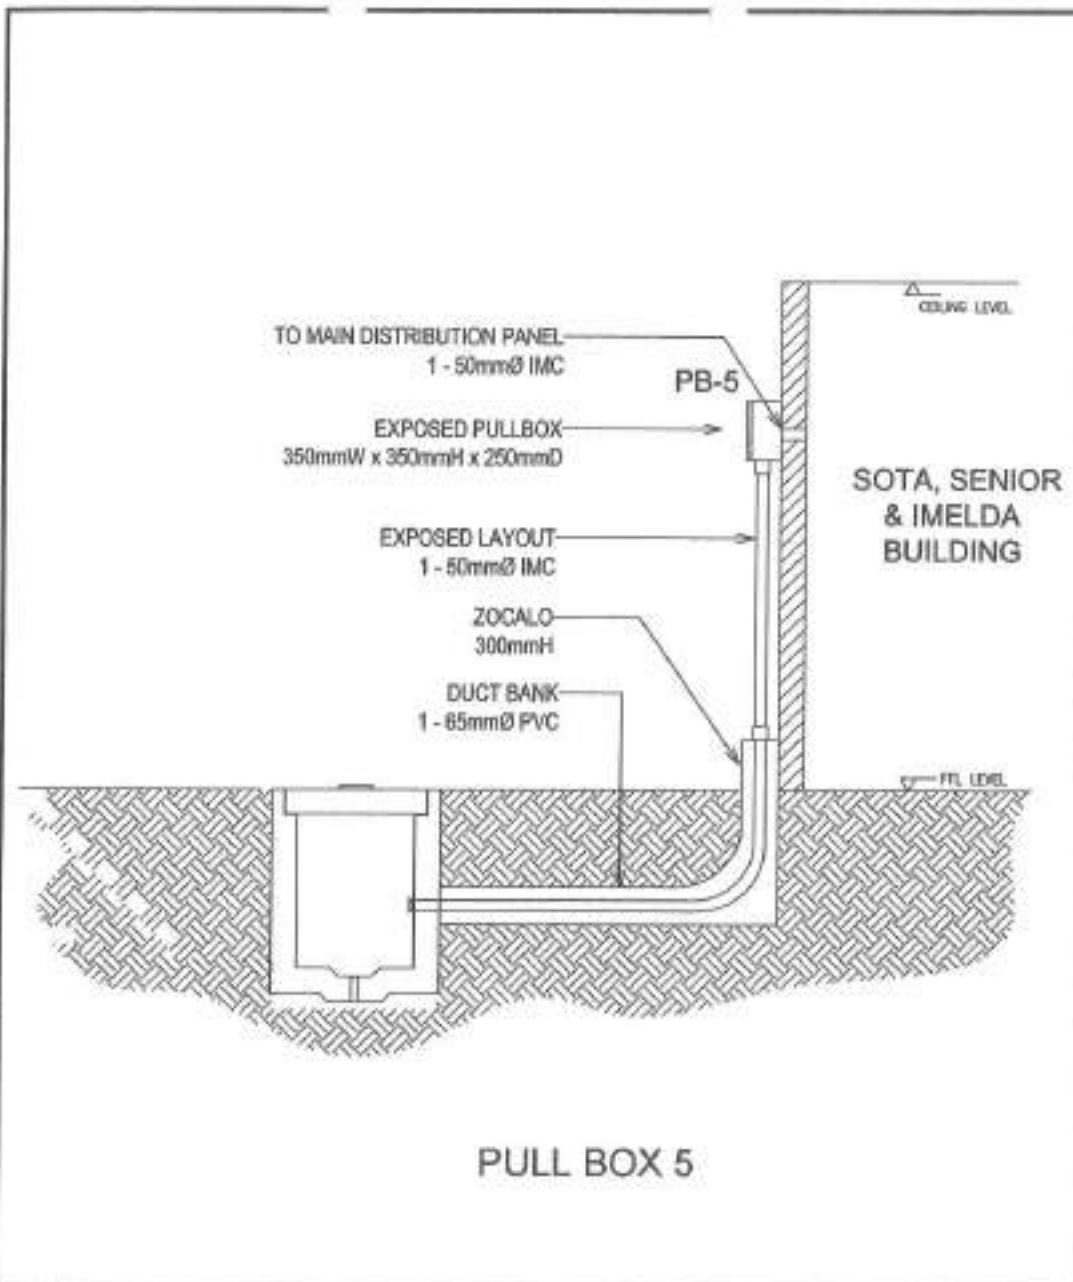 TO MAIN DISTRIBUTION PANEL
1 - 50mmØ IMC
PB-5
CEILING LEVEL
EXPOSED PULLBOX
350mmW x 350mmH x 250mmD
SOTA, SENIOR
& IMELDA
BUILDING
EXPOSED LAYOUT
1 - 50mmØ IMC
ZOCALO
300mmH
DUCT BANK
1 - 65mmØ PVC
FFL LEVEL
PULL BOX 5